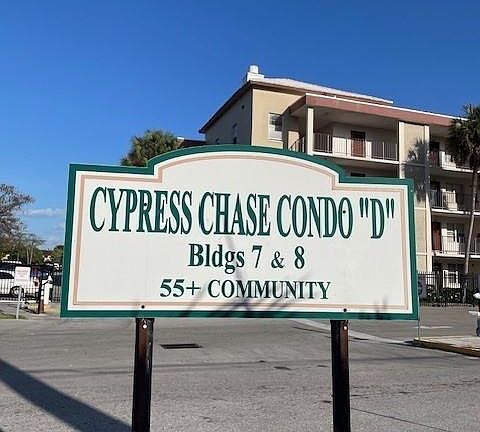 CYPRESS CHASE CONDO "D"
Bldgs 7 & 8
55+ COMMUNITY